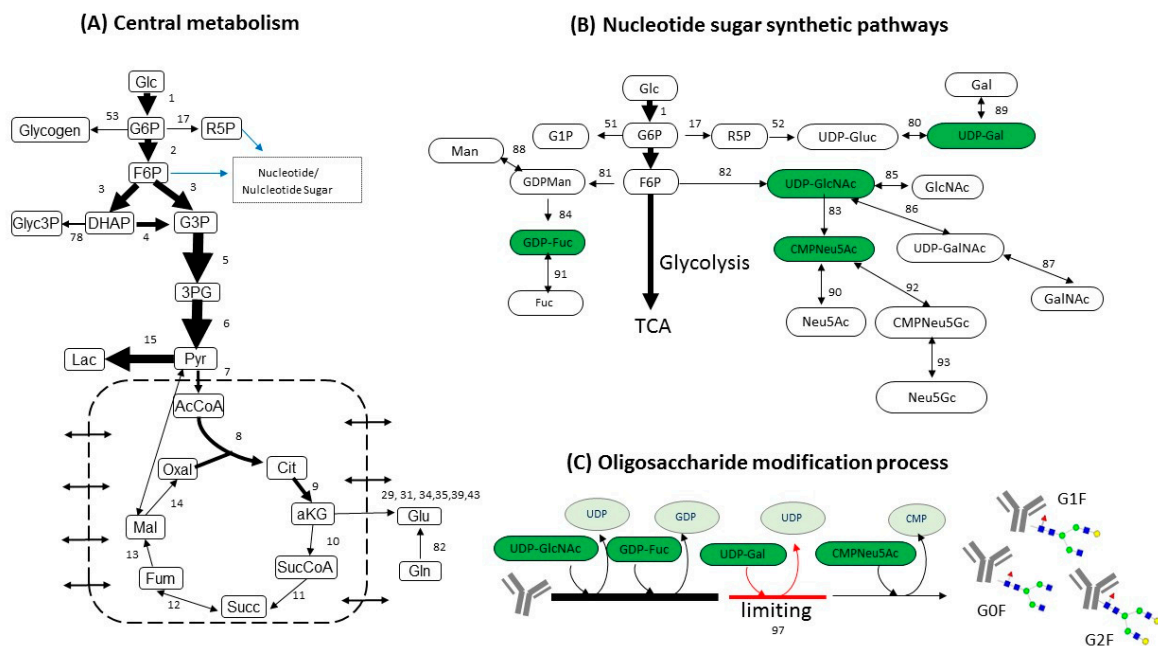 (A) Central metabolism
Glc
1
53
17
Glycogen
G6P
R5P
2
F6P
Nucleotide/
Nulcleotide Sugar
3
3
Glyc3P
DHAP
G3P
78
4
5
3PG
6
15
Lac
Pyr
7
AcCoA
8
Oxal
Cit
9
14
29, 31, 34,35,39,43
Mal
aKG
Glu
10
82
13
SucCoA
Gln
Fum
11
12
Succ
(B) Nucleotide sugar synthetic pathways
Glc
Gal
1
89
51
17
52
80
G1P
G6P
R5P
UDP-Gluc
UDP-Gal
Man
88
81
82
85
GDPMan
F6P
UDP-GlcNAc
GlcNAc
84
83
86
GDP-Fuc
CMPNeu5Ac
UDP-GalNAc
Glycolysis
91
87
90
92
Fuc
GalNAc
TCA
Neu5Ac
CMPNeu5Gc
93
Neu5Gc
(C) Oligosaccharide modification process
UDP
GDP
UDP
CMP
UDP-GlcNAc
GDP-Fuc
UDP-Gal
CMPNeu5Ac
limiting
97
G1F
G0F
G2F